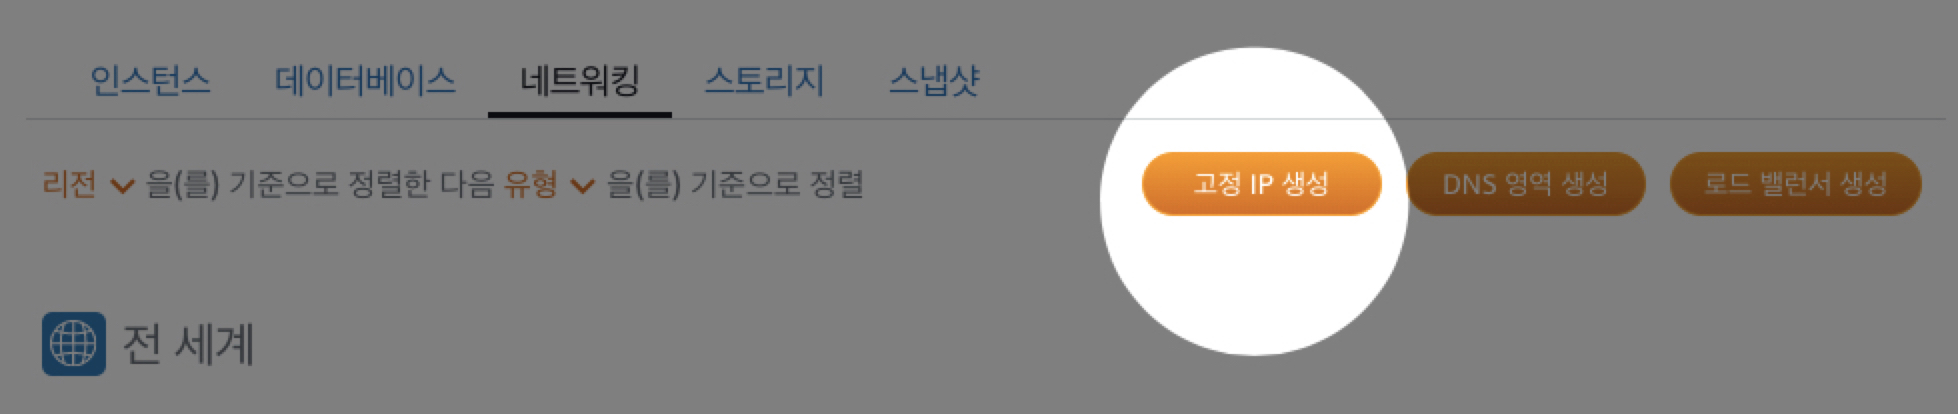 인스턴스 데이터베이스 네트워킹 스토리지 스냅샷
리전 을(를) 기준으로 정렬한 다음 유형 을(를) 기준으로 정렬 고정 IP 생성 DNS 영역 생성 로드 밸런서 생성
전 세계